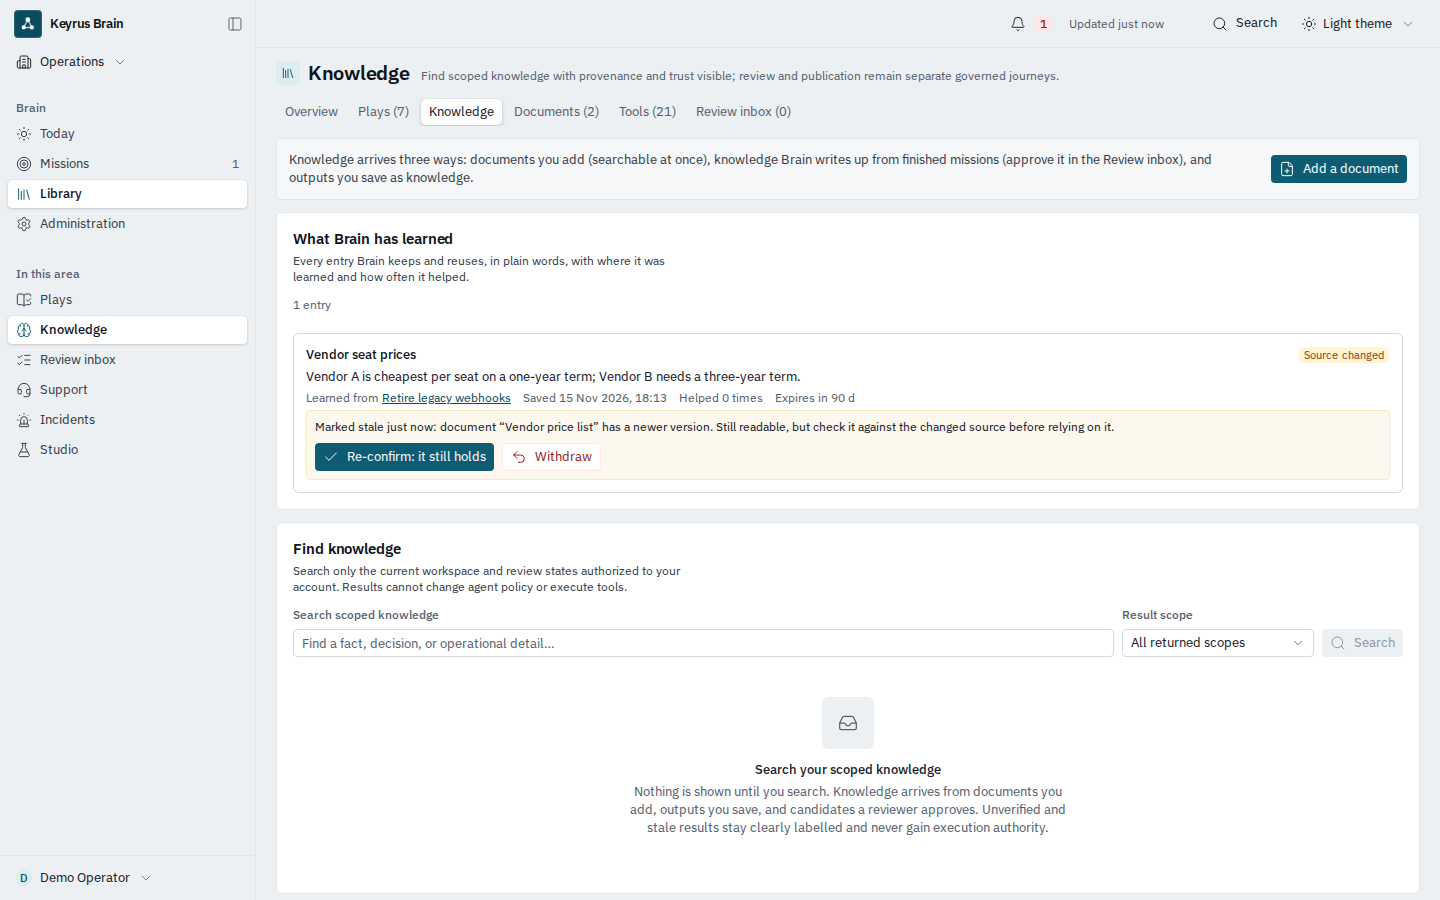 Keyrus Brain
Operations
Brain
Today
Missions 1
Library
Administration
In this area
Plays
Knowledge
Review inbox
Support
Incidents
Studio
D Demo Operator
1 Updated just now Search Light theme
Knowledge Find scoped knowledge with provenance and trust visible; review and publication remain separate governed journeys.
Overview Plays (7) Knowledge Documents (2) Tools (21) Review inbox (0)
Knowledge arrives three ways: documents you add (searchable at once), knowledge Brain writes up from finished missions (approve it in the Review inbox), and
outputs you save as knowledge.
Add a document
What Brain has learned
Every entry Brain keeps and reuses, in plain words, with where it was
learned and how often it helped.
1 entry
Vendor seat prices Source changed
Vendor A is cheapest per seat on a one-year term; Vendor B needs a three-year term.
Learned from Retire legacy webhooks Saved 15 Nov 2026, 18:13 Helped 0 times Expires in 90 d
Marked stale just now: document “Vendor price list” has a newer version. Still readable, but check it against the changed source before relying on it.
Re-confirm: it still holds Withdraw
Find knowledge
Search only the current workspace and review states authorized to your
account. Results cannot change agent policy or execute tools.
Search scoped knowledge Result scope
Find a fact, decision, or operational detail... All returned scopes Search
Search your scoped knowledge
Nothing is shown until you search. Knowledge arrives from documents you
add, outputs you save, and candidates a reviewer approves. Unverified and
stale results stay clearly labelled and never gain execution authority.